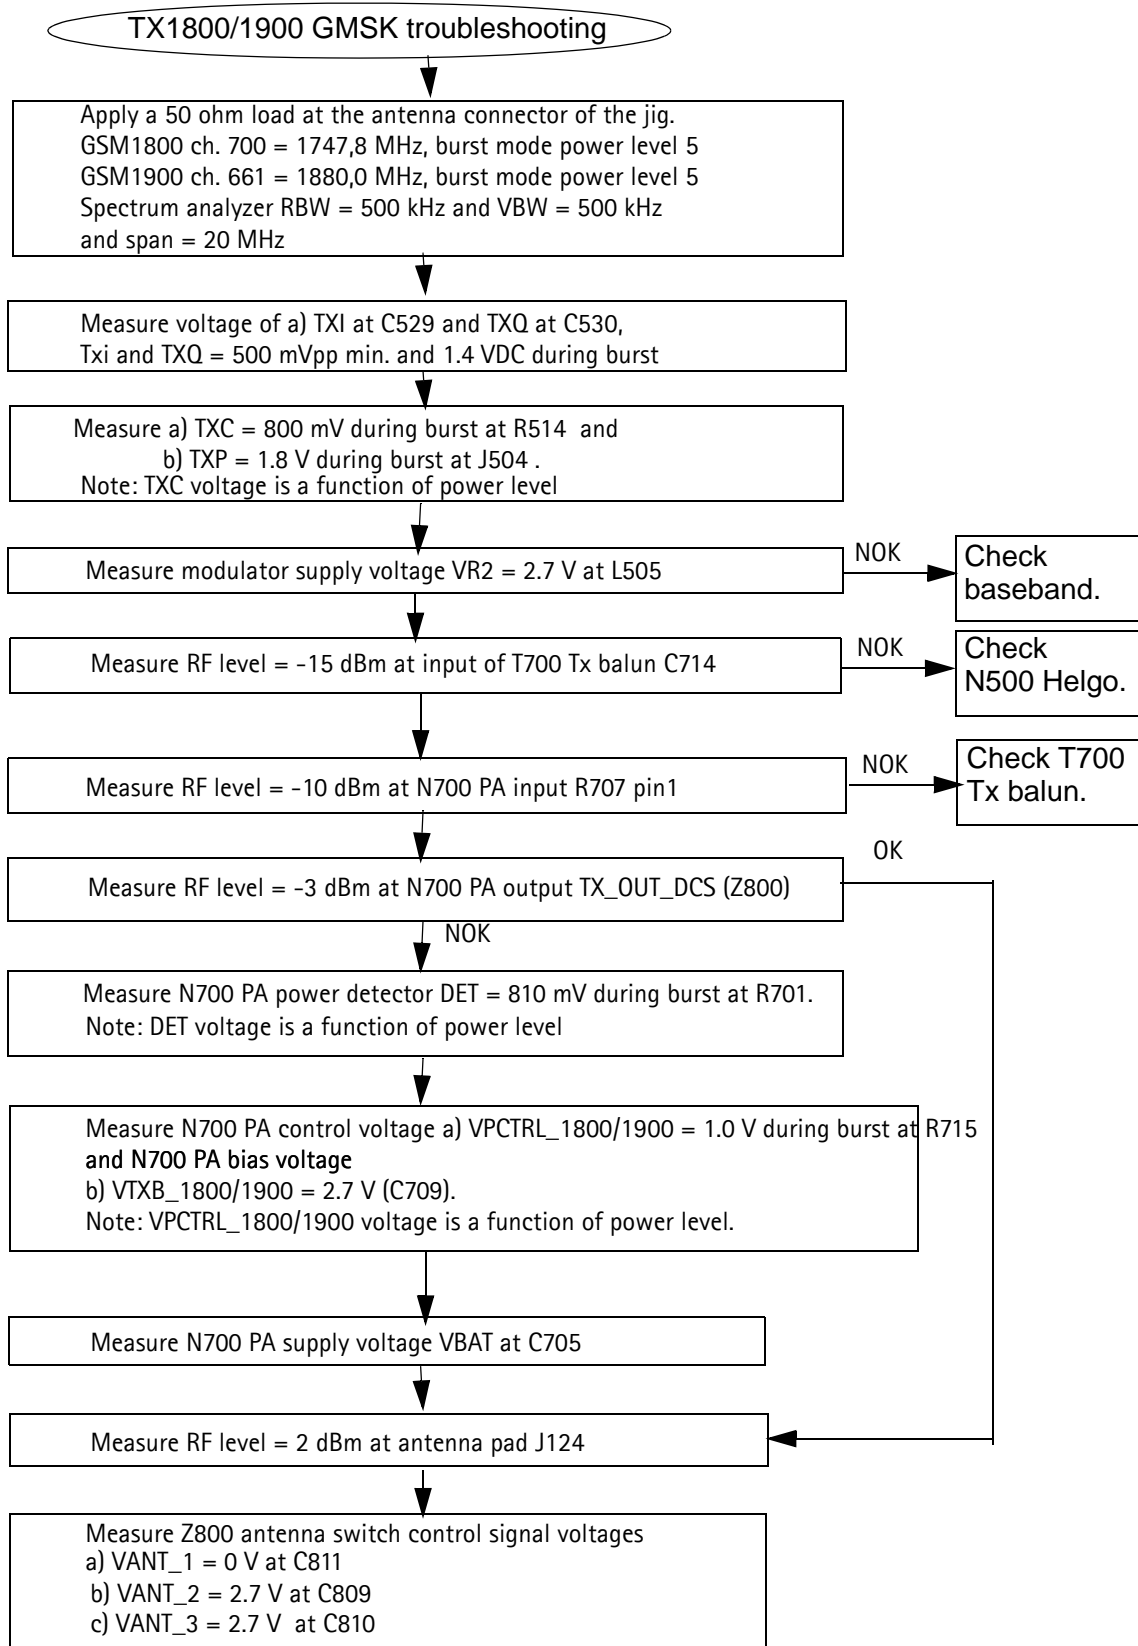 TX1800/1900 GMSK troubleshooting
Apply a 50 ohm load at the antenna connector of the jig.
GSM1800 ch. 700 = 1747,8 MHz, burst mode power level 5
GSM1900 ch. 661 = 1880,0 MHz, burst mode power level 5
Spectrum analyzer RBW = 500 kHz and VBW = 500 kHz
and span = 20 MHz
Measure voltage of a) TXI at C529 and TXQ at C530,
Txi and TXQ = 500 mVpp min. and 1.4 VDC during burst
Measure a) TXC = 800 mV during burst at R514 and
b) TXP = 1.8 V during burst at J504 .
Note: TXC voltage is a function of power level
Measure modulator supply voltage VR2 = 2.7 V at L505
NOK
Check
baseband.
Measure RF level = -15 dBm at input of T700 Tx balun C714
NOK
Check
N500 Helgo.
Measure RF level = -10 dBm at N700 PA input R707 pin1
NOK
Check T700
Tx balun.
Measure RF level = -3 dBm at N700 PA output TX_OUT_DCS (Z800)
OK
NOK
Measure N700 PA power detector DET = 810 mV during burst at R701.
Note: DET voltage is a function of power level
Measure N700 PA control voltage a) VPCTRL_1800/1900 = 1.0 V during burst at R715
and N700 PA bias voltage
b) VTXB_1800/1900 = 2.7 V (C709).
Note: VPCTRL_1800/1900 voltage is a function of power level.
Measure N700 PA supply voltage VBAT at C705
Measure RF level = 2 dBm at antenna pad J124
Measure Z800 antenna switch control signal voltages
a) VANT_1 = 0 V at C811
b) VANT_2 = 2.7 V at C809
c) VANT_3 = 2.7 V at C810